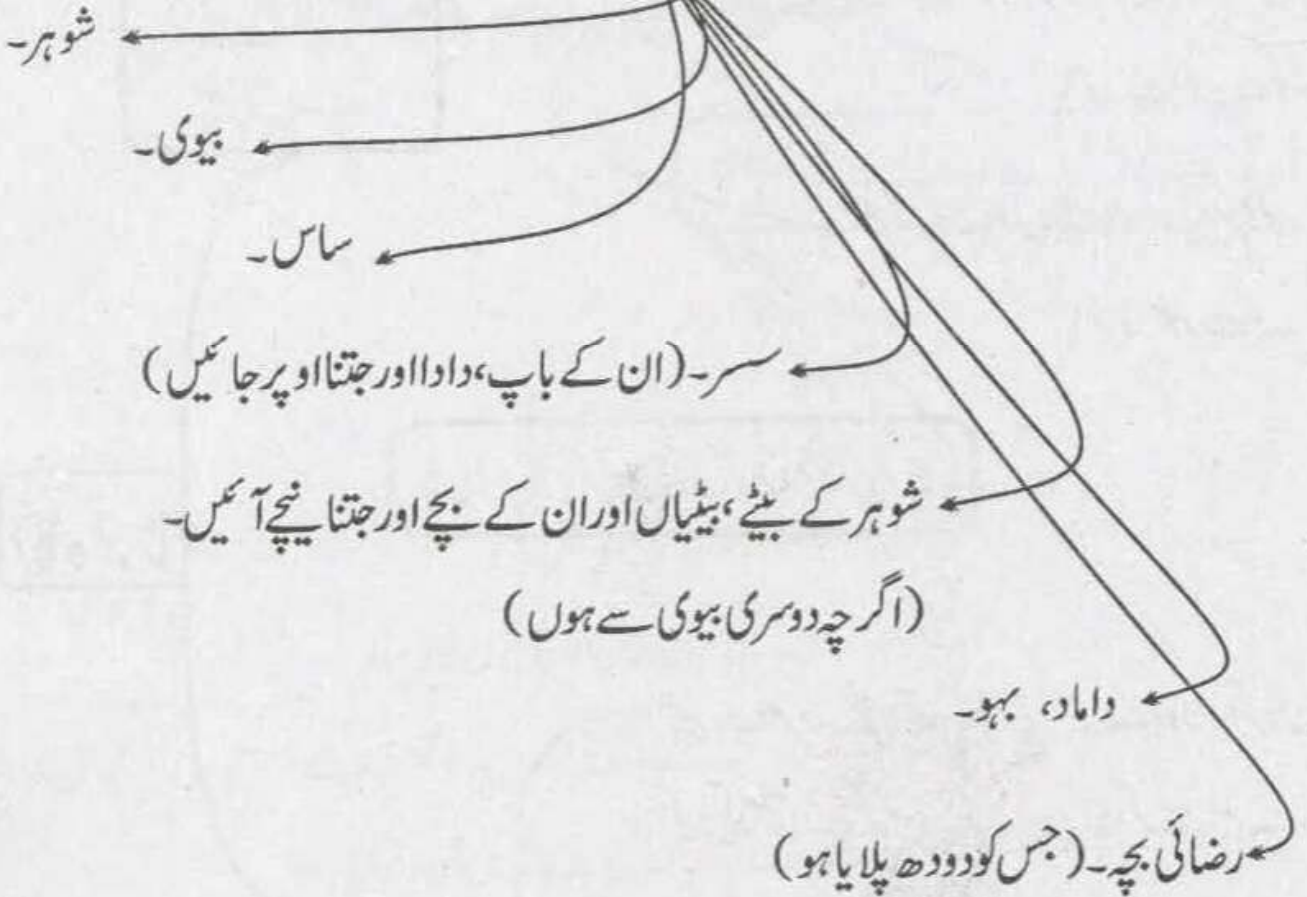 شوہر۔
بیوی۔
ساس۔
سسر۔ (ان کے باپ، دادا اور جتنا اوپر جائیں)
شوہر کے بیٹے، بیٹیاں اور ان کے بچے اور جتنا نیچے آئیں۔
(اگرچہ دوسری بیوی سے ہوں)
داماد، بہو۔
رضائی بچہ۔ (جس کو دودھ پلایا ہو)